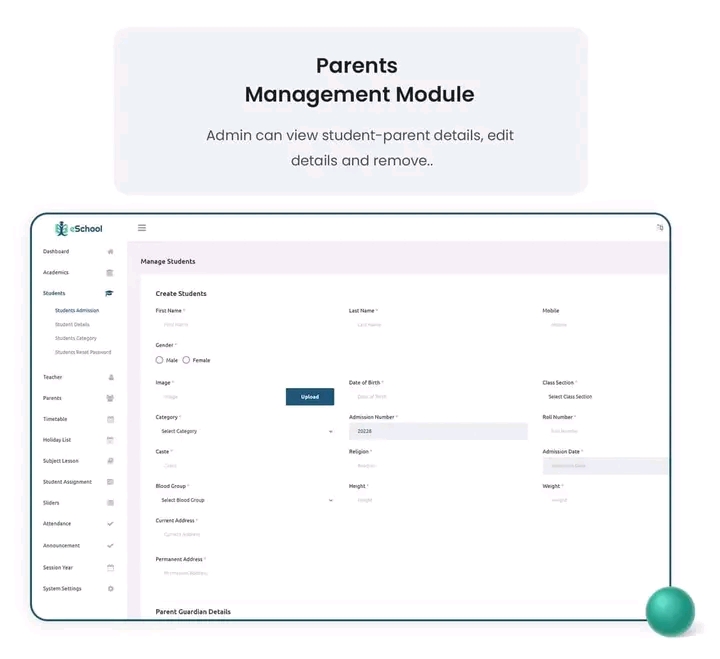 Parents
Management Module
Admin can view student-parent details, edit
details and remove..
eSchool
Dashboard
Academics
Students
Students Admission
Student Details
Students Category
Students Reset Password
Teacher
Parents
Timetable
Holiday List
Subject Lesson
Student Assignment
Sliders
Attendance
Announcement
Session Year
System Settings
Manage Students
Create Students
First Name * Last Name * Mobile
First Name Last Name Mobile
Gender *
Male Female
Image * Date of Birth * Class Section *
Image Upload Date of Birth Select Class Section
Category * Admission Number * Roll Number *
Select Category 20228 Roll Number
Caste * Religion * Admission Date *
Caste Religion Admission Date
Blood Group * Height * Weight *
Select Blood Group Height Weight
Current Address *
Current Address
Permanent Address *
Permanent Address
Parent Guardian Details